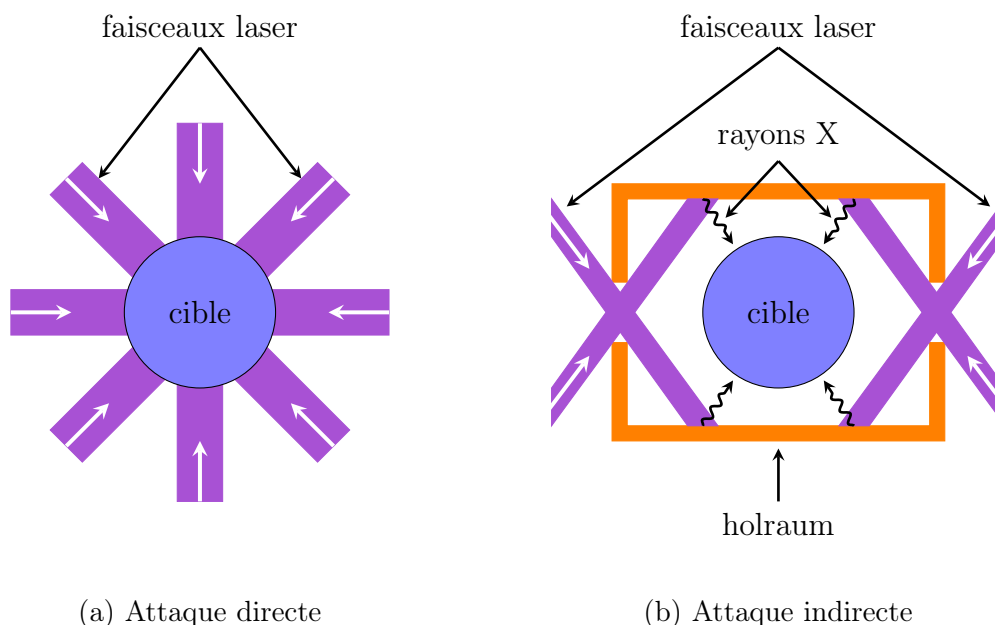 faisceaux laser
cible
(a) Attaque directe
faisceaux laser
rayons X
cible
holraum
(b) Attaque indirecte